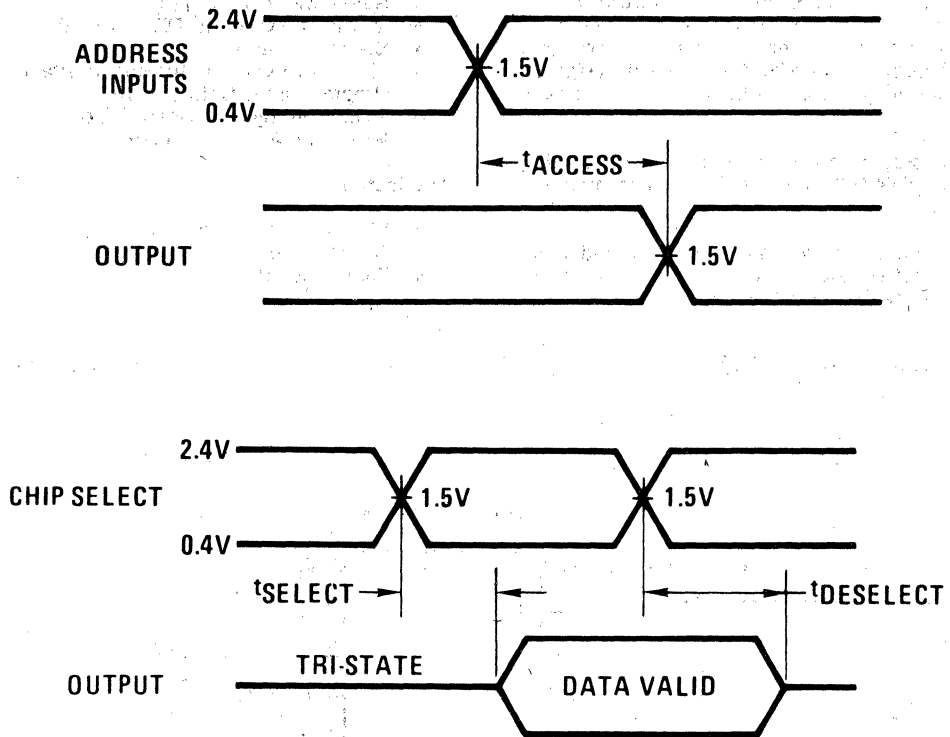 2.4V
ADDRESS
INPUTS
1.5V
0.4V
tACCESS
OUTPUT
1.5V
2.4V
CHIP SELECT
1.5V
1.5V
0.4V
tSELECT
tDESELECT
TRI-STATE
OUTPUT
DATA VALID